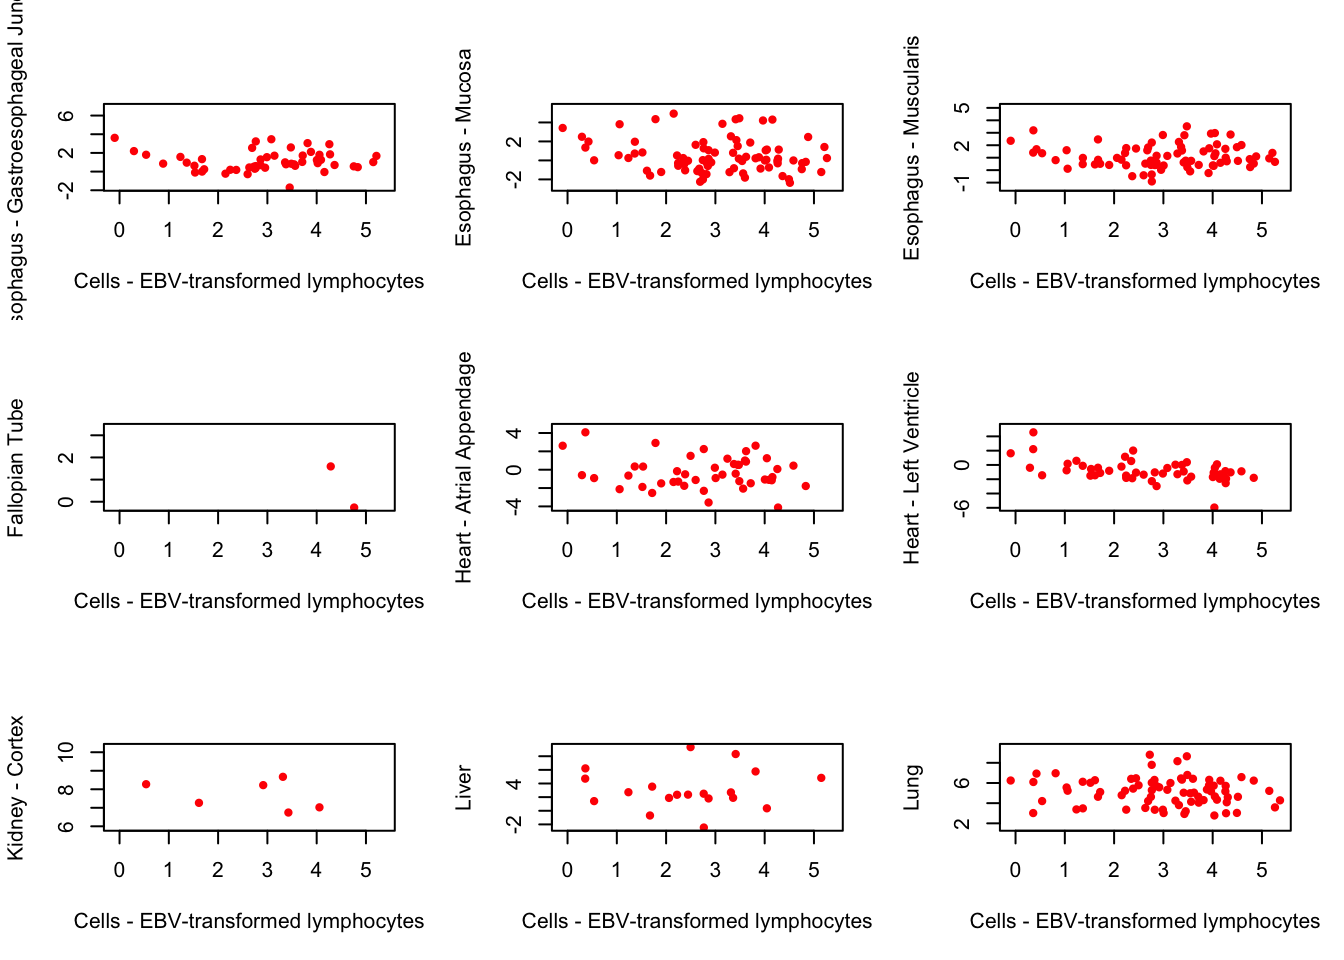 sophagus - Gastroesophageal Junc
6
2
-2
0 1 2 3 4 5
Cells - EBV-transformed lymphocytes
Esophagus - Mucosa
2
-2
0 1 2 3 4 5
Cells - EBV-transformed lymphocytes
Esophagus - Muscularis
5
2
-1
0 1 2 3 4 5
Cells - EBV-transformed lymphocytes
Fallopian Tube
2
0
0 1 2 3 4 5
Cells - EBV-transformed lymphocytes
Heart - Atrial Appendage
4
0
-4
0 1 2 3 4 5
Cells - EBV-transformed lymphocytes
Heart - Left Ventricle
0
-6
0 1 2 3 4 5
Cells - EBV-transformed lymphocytes
Kidney - Cortex
10
8
6
0 1 2 3 4 5
Cells - EBV-transformed lymphocytes
Liver
4
-2
0 1 2 3 4 5
Cells - EBV-transformed lymphocytes
Lung
6
2
0 1 2 3 4 5
Cells - EBV-transformed lymphocytes